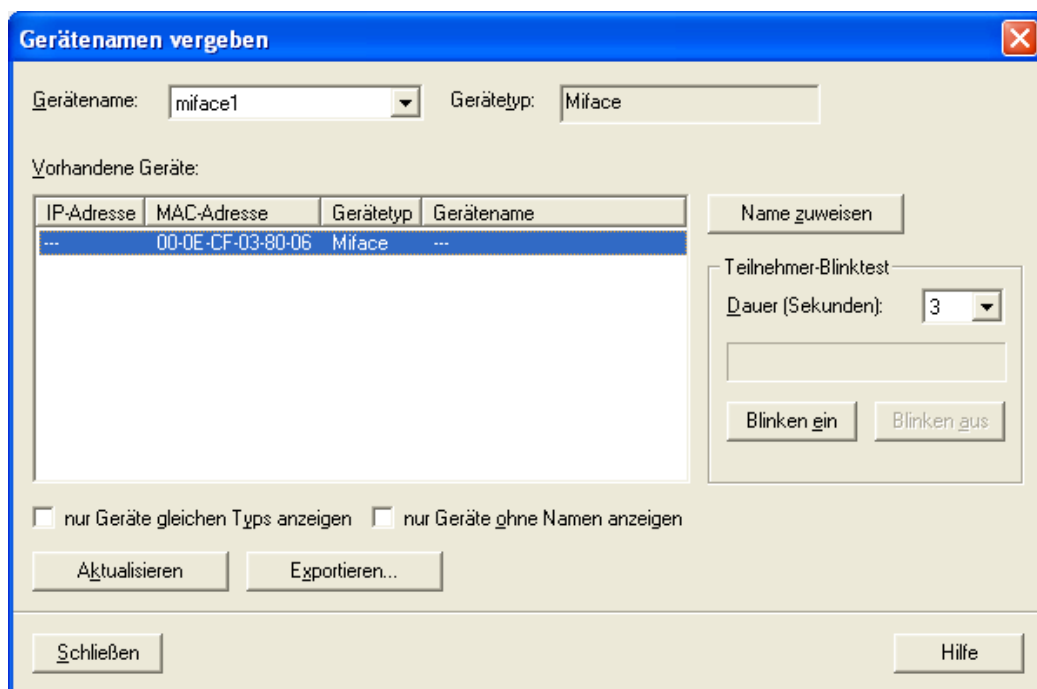 Gerätenamen vergeben
Gerätename: miface1 Gerätetyp: Miface
Vorhandene Geräte:
IP-Adresse MAC-Adresse Gerätetyp Gerätename
--- 00-0E-CF-03-80-06 Miface ---
Name zuweisen
Teilnehmer-Blinktest
Dauer (Sekunden): 3
Blinken ein Blinken aus
nur Geräte gleichen Typs anzeigen nur Geräte ohne Namen anzeigen
Aktualisieren Exportieren...
Schließen Hilfe